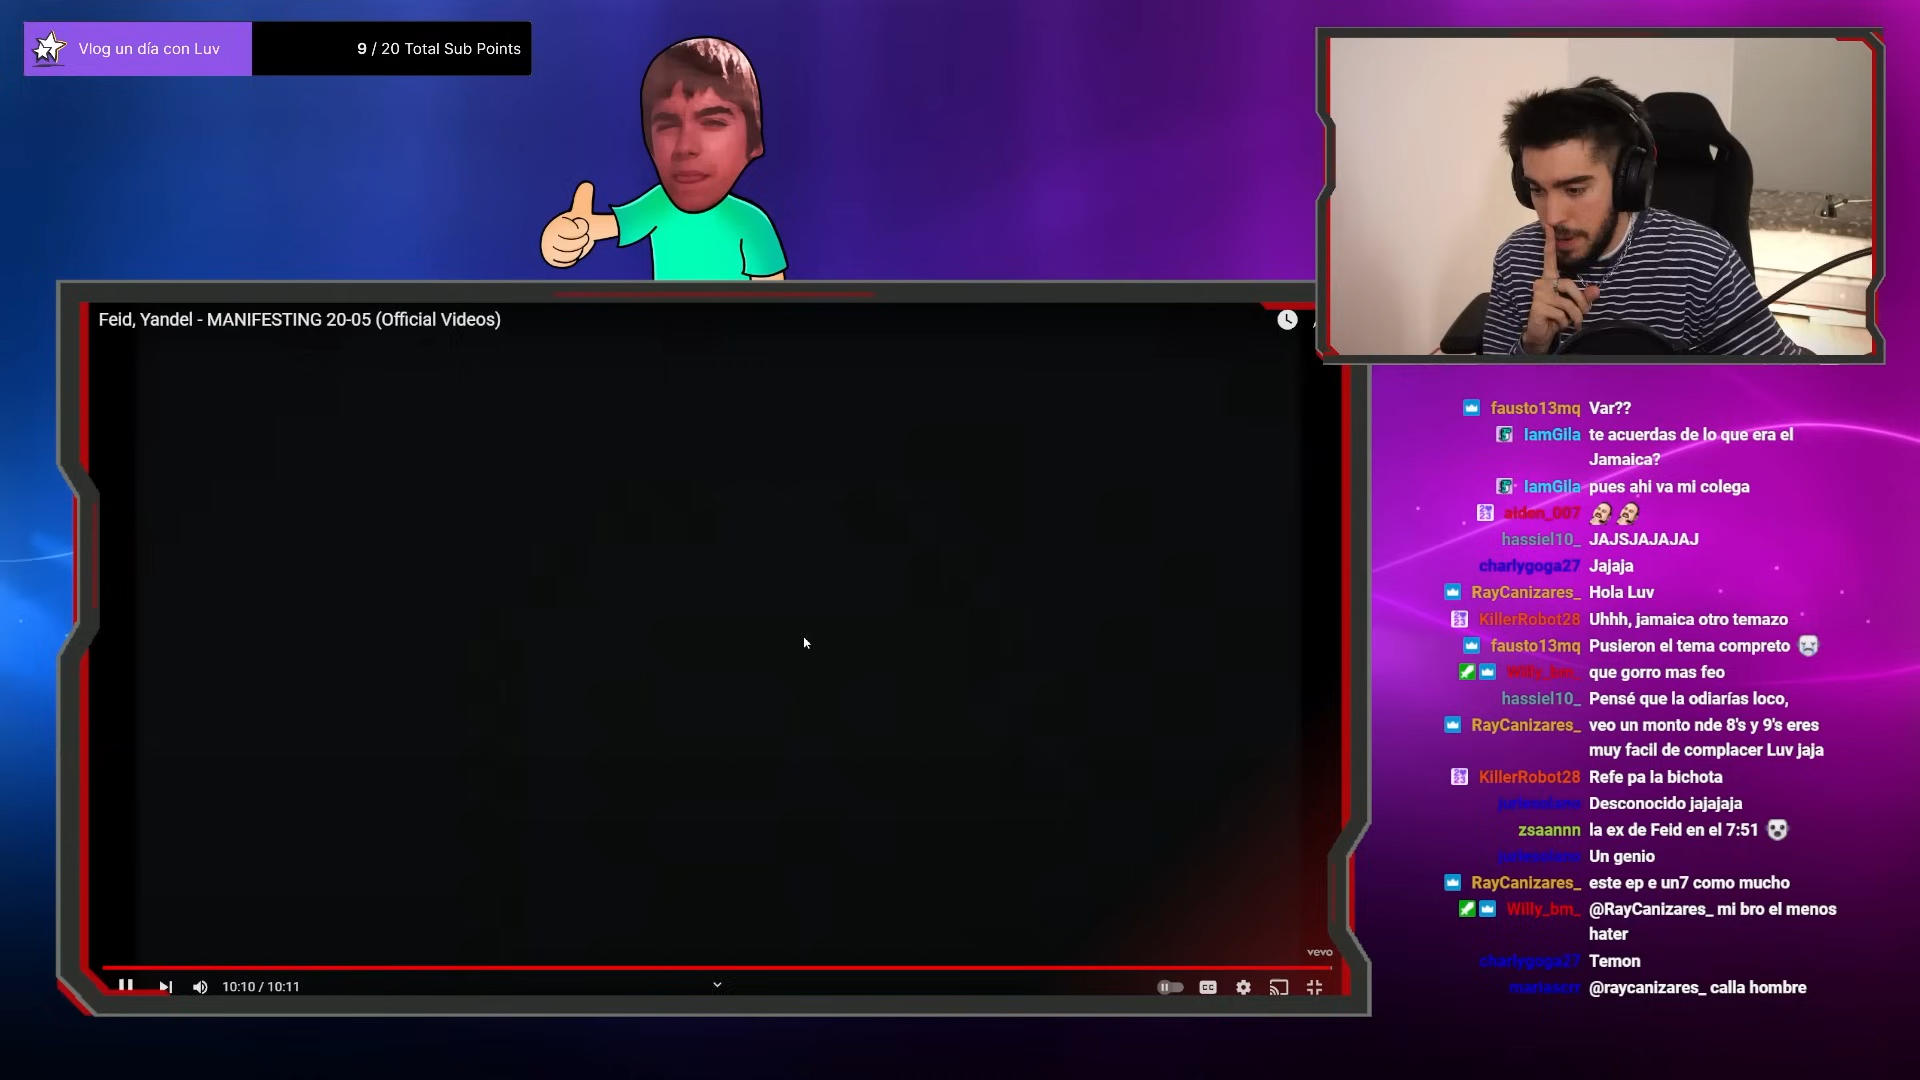 Vlog un día con Luv
9 / 20 Total Sub Points
Feid, Yandel - MANIFESTING 20-05 (Official Videos)
fausto13mq Var??
IamGila te acuerdas de lo que era el
Jamaica?
IamGila pues ahi va mi colega
aiden_007
hassiel10_ JAJSJAJAJAJ
charlygoga27 Jajaja
RayCanizares_ Hola Luv
KillerRobot28 Uhhh, jamaica otro temazo
fausto13mq Pusieron el tema compreto
Willy_bm_ que gorro mas feo
hassiel10_ Pensé que la odiarías loco,
RayCanizares_ veo un monto nde 8's y 9's eres
muy facil de complacer Luv jaja
KillerRobot28 Refe pa la bichota
Desconocido jajajaja
zsaannn la ex de Feid en el 7:51
Un genio
RayCanizares_ este ep e un7 como mucho
Willy_bm_ @RayCanizares_ mi bro el menos
hater
charlygoga27 Temon
@raycanizares_ calla hombre
vevo
10:10 / 10:11
CC